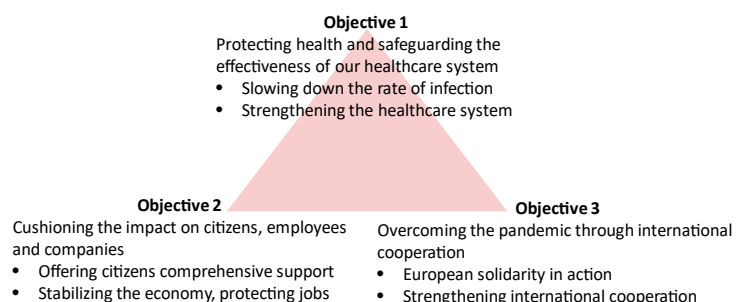 Objective 1
Protecting health and safeguarding the
effectiveness of our healthcare system
• Slowing down the rate of infection
• Strengthening the healthcare system
Objective 2
Cushioning the impact on citizens, employees
and companies
• Offering citizens comprehensive support
• Stabilizing the economy, protecting jobs
Objective 3
Overcoming the pandemic through international
cooperation
• European solidarity in action
• Strengthening international cooperation